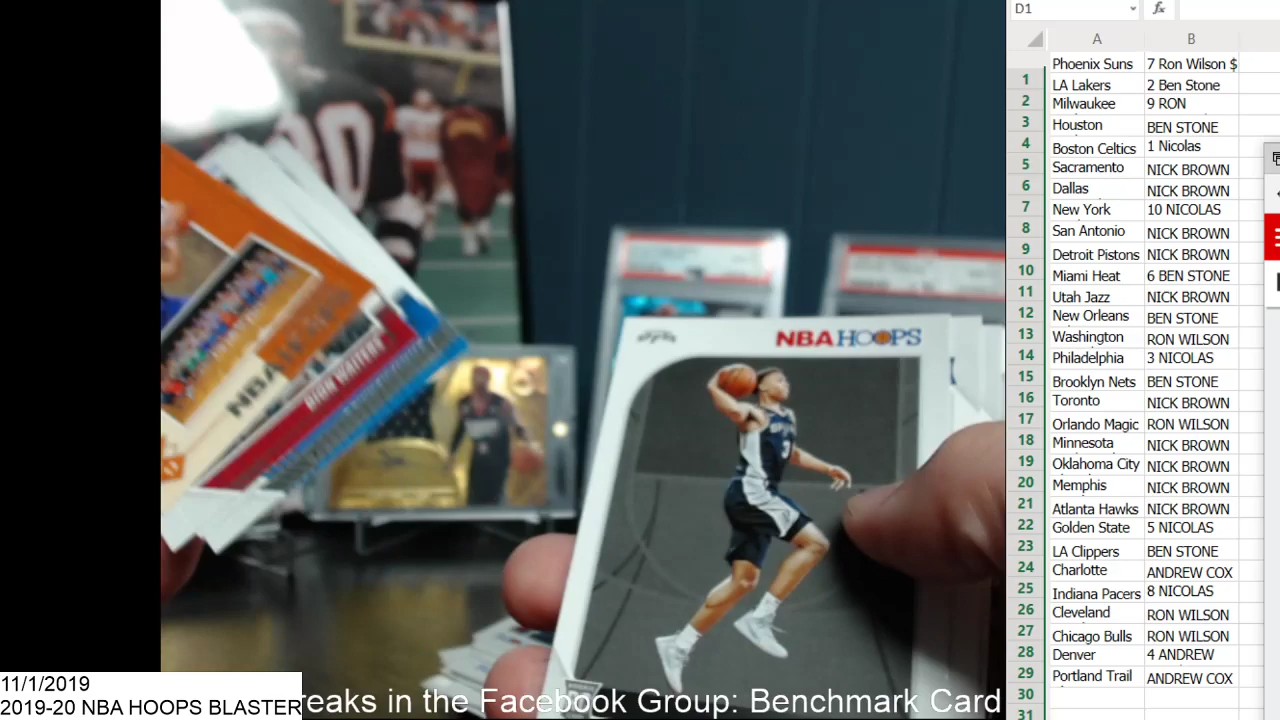 D1
fx
A B
Phoenix Suns 7 Ron Wilson $
1 LA Lakers 2 Ben Stone
2 Milwaukee 9 RON
3 Houston BEN STONE
4 Boston Celtics 1 Nicolas
5 Sacramento NICK BROWN
6 Dallas NICK BROWN
7 New York 10 NICOLAS
8 San Antonio NICK BROWN
9 Detroit Pistons NICK BROWN
10 Miami Heat 6 BEN STONE
11 Utah Jazz NICK BROWN
12 New Orleans BEN STONE
13 Washington RON WILSON
14 Philadelphia 3 NICOLAS
15 Brooklyn Nets BEN STONE
16 Toronto NICK BROWN
17 Orlando Magic RON WILSON
18 Minnesota NICK BROWN
19 Oklahoma City NICK BROWN
20 Memphis NICK BROWN
21 Atlanta Hawks NICK BROWN
22 Golden State 5 NICOLAS
23 LA Clippers BEN STONE
24 Charlotte ANDREW COX
25 Indiana Pacers 8 NICOLAS
26 Cleveland RON WILSON
27 Chicago Bulls RON WILSON
28 Denver 4 ANDREW
29 Portland Trail ANDREW COX
30
31
NBA HOOPS
NBA
DION WAITERS
11/1/2019
2019-20 NBA HOOPS BLASTER
reaks in the Facebook Group: Benchmark Card